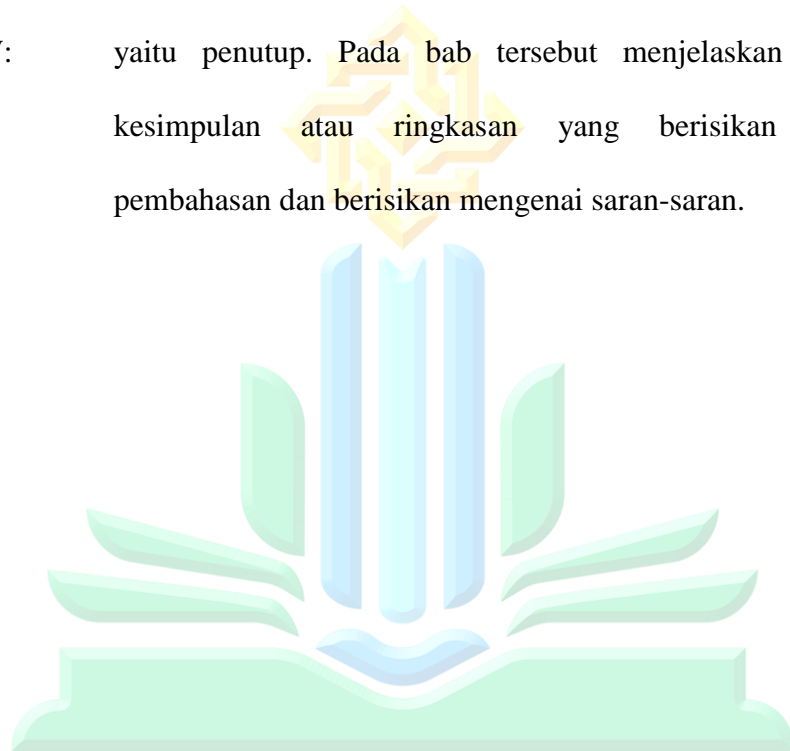 yaitu penutup. Pada bab tersebut menjelaskan
kesimpulan atau ringkasan yang berisikan
pembahasan dan berisikan mengenai saran-saran.